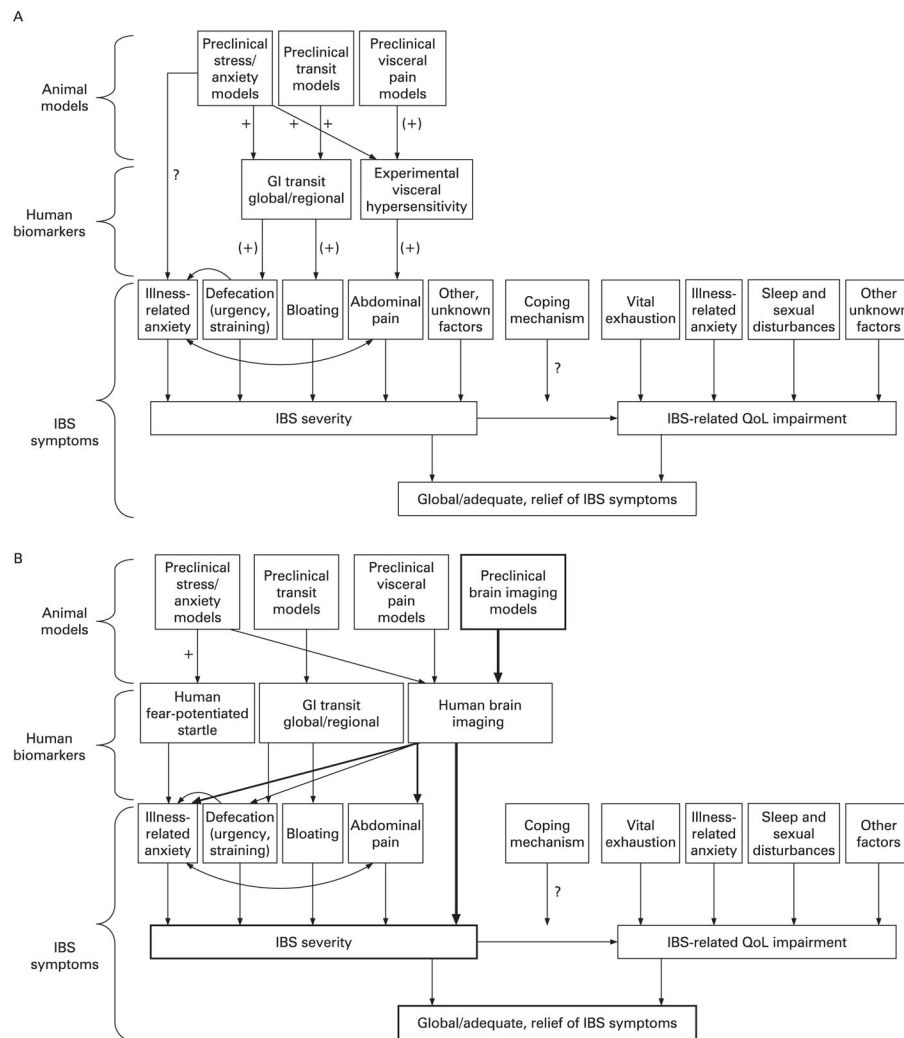 A
Preclinical
stress/
anxiety
models
Preclinical
transit
models
Preclinical
visceral
pain models
Animal
models
+
+
+
(+)
?
GI transit
global/regional
Experimental
visceral
hypersensitivity
Human
biomarkers
(+)
(+)
(+)
Illness-
related
anxiety
Defecation
(urgency,
straining)
Bloating
Abdominal
pain
Other,
unknown
factors
Coping
mechanism
Vital
exhaustion
Illness-
related
anxiety
Sleep and
sexual
disturbances
Other
unknown
factors
?
IBS
symptoms
IBS severity
IBS-related QoL impairment
Global/adequate, relief of IBS symptoms
B
Preclinical
stress/
anxiety
models
Preclinical
transit
models
Preclinical
visceral
pain models
Preclinical
brain imaging
models
Animal
models
+
Human
fear-potentiated
startle
GI transit
global/regional
Human brain
imaging
Human
biomarkers
Illness-
related
anxiety
Defecation
(urgency,
straining)
Bloating
Abdominal
pain
Coping
mechanism
Vital
exhaustion
Illness-
related
anxiety
Sleep and
sexual
disturbances
Other
factors
?
IBS
symptoms
IBS severity
IBS-related QoL impairment
Global/adequate, relief of IBS symptoms